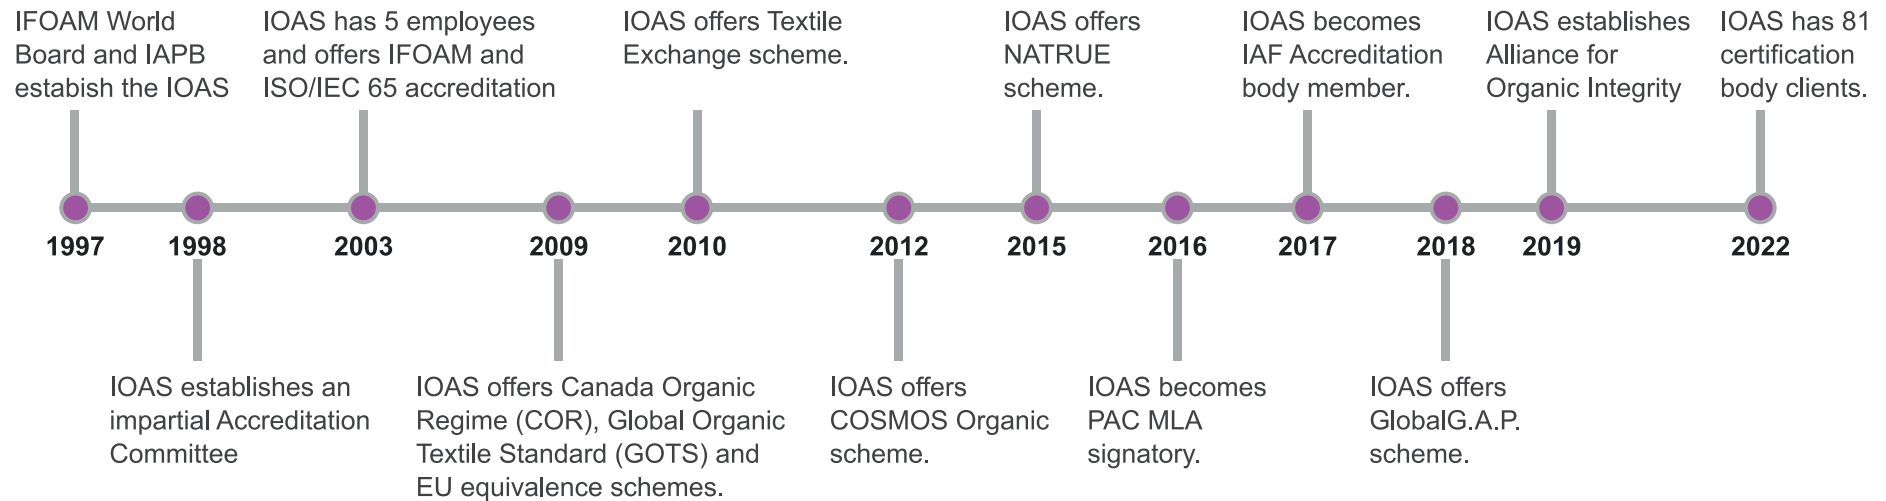 IFOAM World
Board and IAPB
estabish the IOAS
IOAS has 5 employees
and offers IFOAM and
ISO/IEC 65 accreditation
IOAS offers Textile
Exchange scheme.
IOAS offers
NATRUE
scheme.
IOAS becomes
IAF Accreditation
body member.
IOAS establishes
Alliance for
Organic Integrity
IOAS has 81
certification
body clients.
1997
1998
2003
2009
2010
2012
2015
2016
2017
2018
2019
2022
IOAS establishes an
impartial Accreditation
Committee
IOAS offers Canada Organic
Regime (COR), Global Organic
Textile Standard (GOTS) and
EU equivalence schemes.
IOAS offers
COSMOS Organic
scheme.
IOAS becomes
PAC MLA
signatory.
IOAS offers
GlobalG.A.P.
scheme.